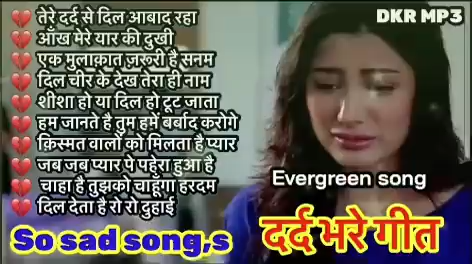 DKR MP3
💔 तेरे दर्द से दिल आबाद रहा
💔 आँख मेरे यार की दुखी
💔 एक मुलाक़ात ज़रूरी है सनम
💔 दिल चीर के देख तेरा ही नाम
💔 शीशा हो या दिल हो टूट जाता
💔 हम जानते है तुम हमें बर्बाद करोगे
💔 क़िस्मत वालों को मिलता है प्यार
💔 जब जब प्यार पे पहेरा हुआ है
💔 चाहा है तुझको चाहूँगा हरदम
💔 दिल देता है रो रो दुहाई
Evergreen song
So sad song,s
दर्द भरे गीत